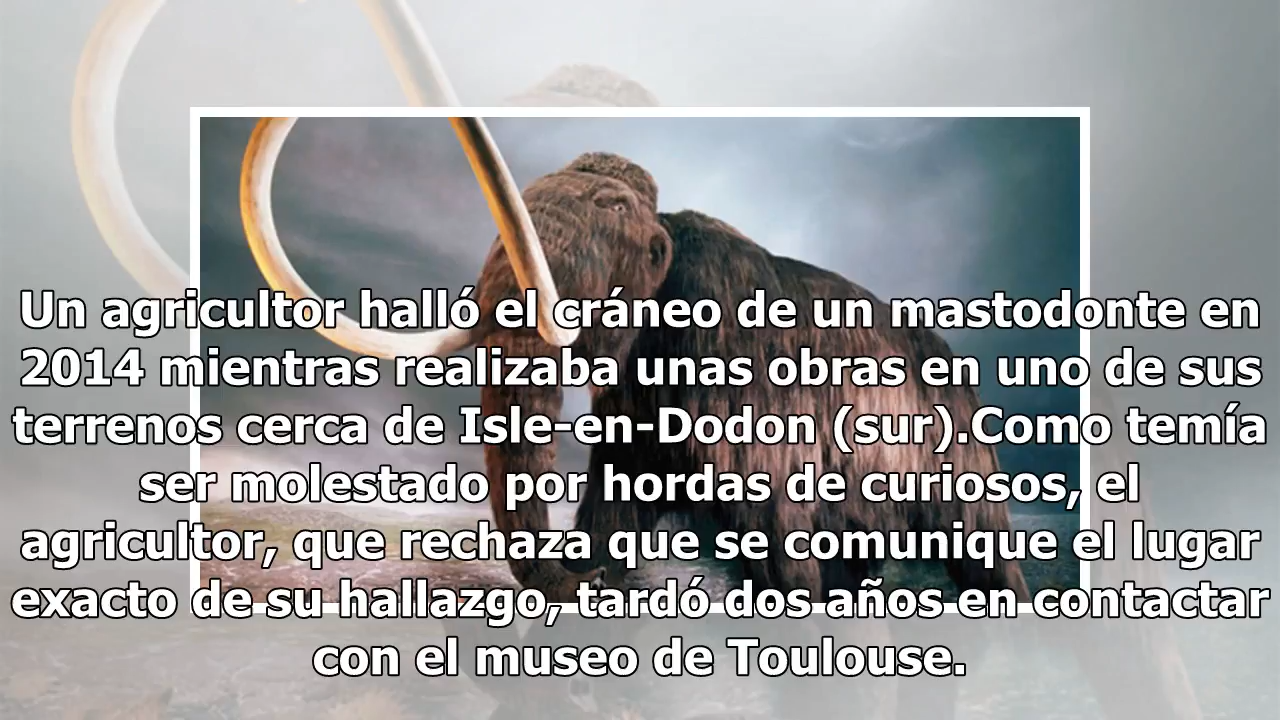 Un agricultor halló el cráneo de un mastodonte en
2014 mientras realizaba unas obras en uno de sus
terrenos cerca de Isle-en-Dodon (sur).Como temía
ser molestado por hordas de curiosos, el
agricultor, que rechaza que se comunique el lugar
exacto de su hallazgo, tardó dos años en contactar
con el museo de Toulouse.